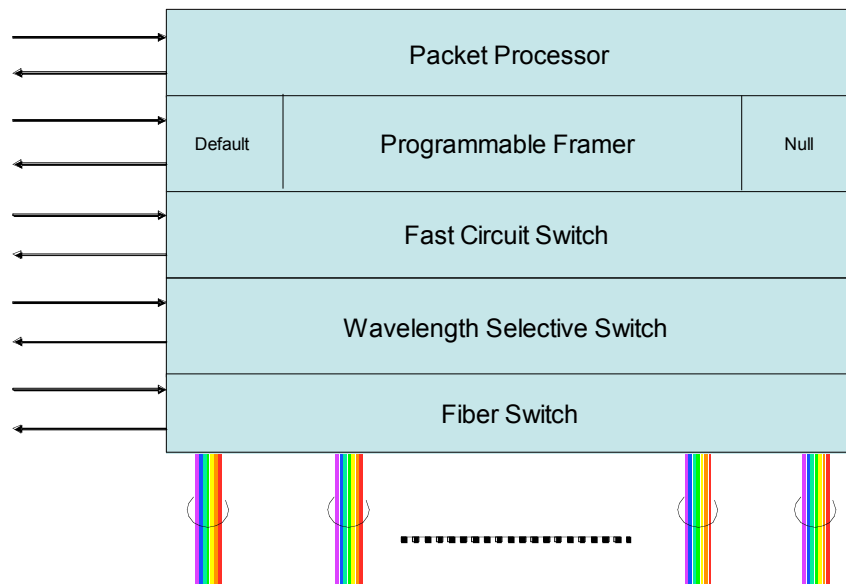 Packet Processor
Default
Programmable Framer
Null
Fast Circuit Switch
Wavelength Selective Switch
Fiber Switch